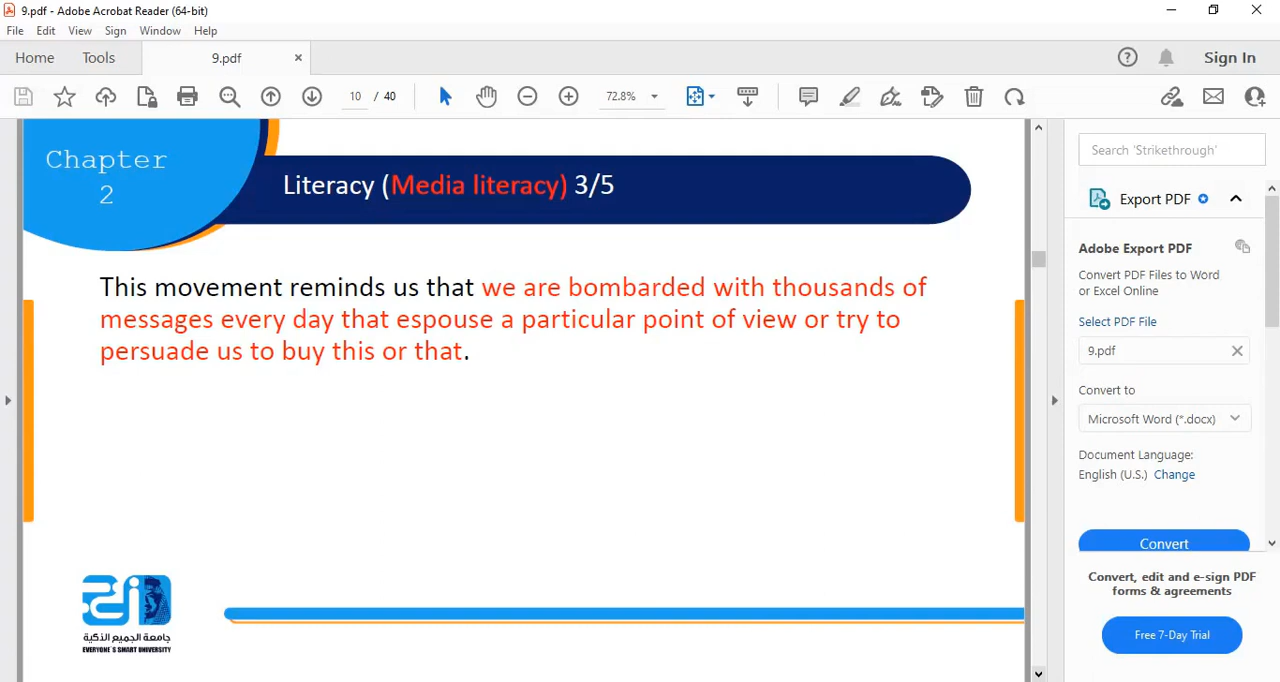 9.pdf - Adobe Acrobat Reader (64-bit)
File Edit View Sign Window Help
Home Tools 9.pdf Sign In
10 / 40 72.8%
Chapter
2
Literacy (Media literacy) 3/5
This movement reminds us that we are bombarded with thousands of
messages every day that espouse a particular point of view or try to
persuade us to buy this or that.
جامعة الجميع الذكية
EVERYONE'S SMART UNIVERSITY
Search 'Strikethrough'
Export PDF
Adobe Export PDF
Convert PDF Files to Word
or Excel Online
Select PDF File
9.pdf
Convert to
Microsoft Word (*.docx)
Document Language:
English (U.S.) Change
Convert
Convert, edit and e-sign PDF
forms & agreements
Free 7-Day Trial